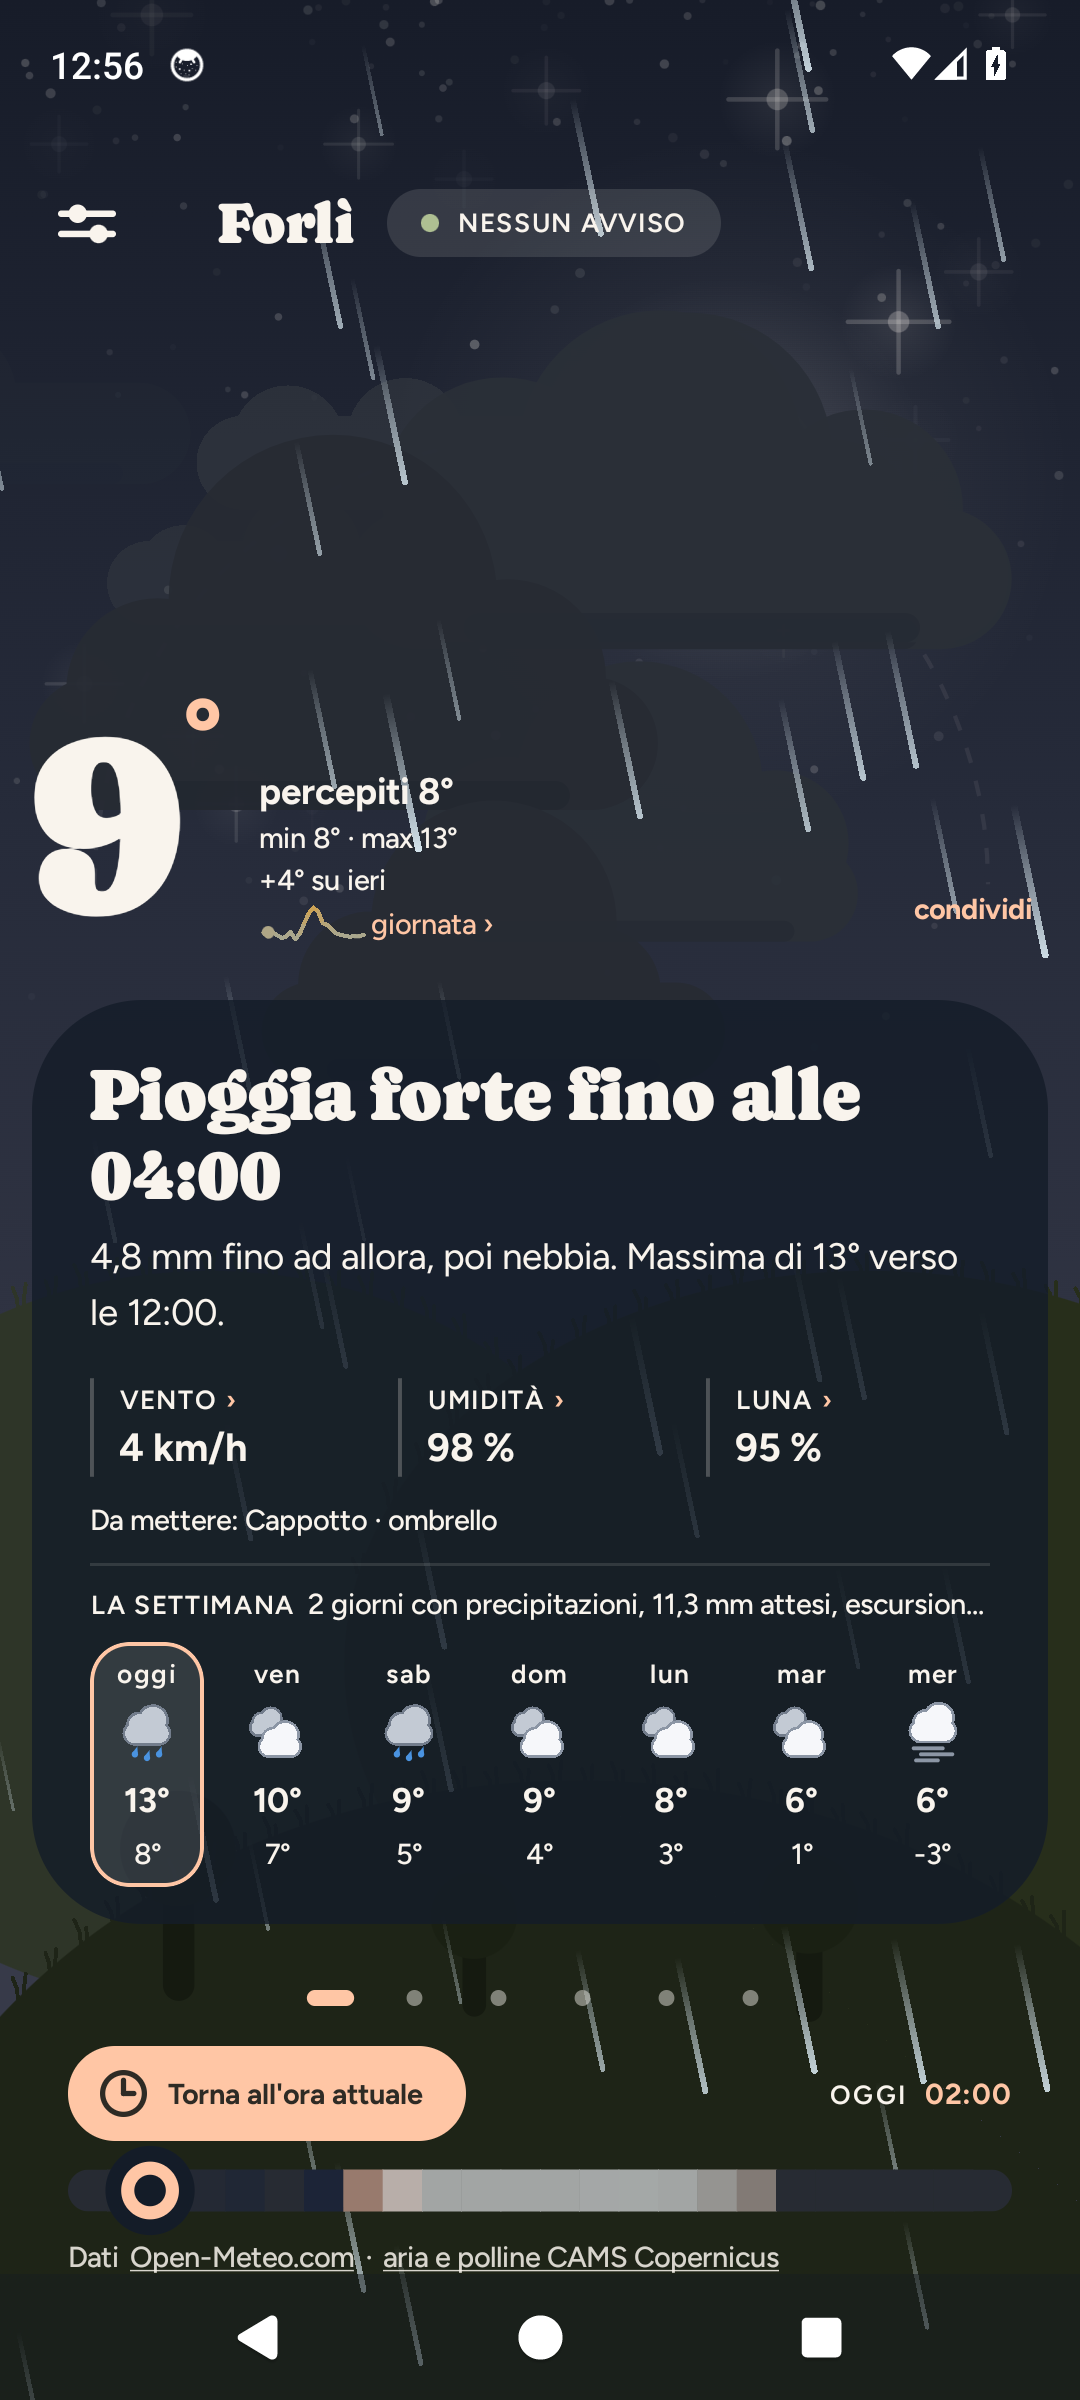 12:56
Forlì
NESSUN AVVISO
9°
percepiti 8°
min 8° · max 13°
+4° su ieri
giornata ›
condividi
Pioggia forte fino alle
04:00
4,8 mm fino ad allora, poi nebbia. Massima di 13° verso
le 12:00.
VENTO › UMIDITÀ › LUNA ›
4 km/h 98 % 95 %
Da mettere: Cappotto · ombrello
LA SETTIMANA 2 giorni con precipitazioni, 11,3 mm attesi, escursion...
oggi ven sab dom lun mar mer
13° 10° 9° 9° 8° 6° 6°
8° 7° 5° 4° 3° 1° -3°
Torna all'ora attuale
OGGI 02:00
Dati Open-Meteo.com · aria e polline CAMS Copernicus